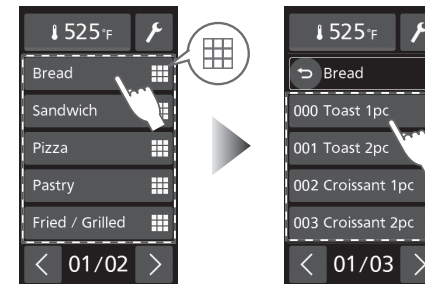 525°F
Bread
Sandwich
Pizza
Pastry
Fried / Grilled
01/02
525°F
Bread
000 Toast 1pc
001 Toast 2pc
002 Croissant 1pc
003 Croissant 2pc
01/03